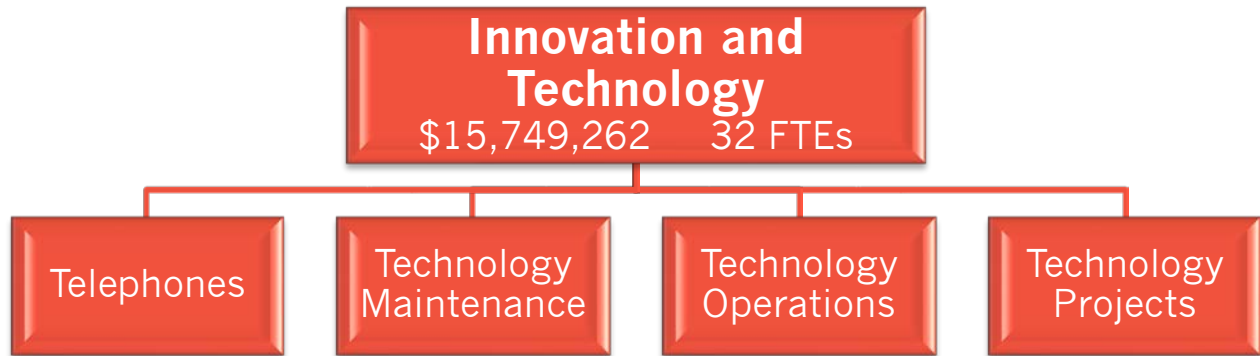 Innovation and
Technology
$15,749,262 32 FTEs
Telephones
Technology
Maintenance
Technology
Operations
Technology
Projects